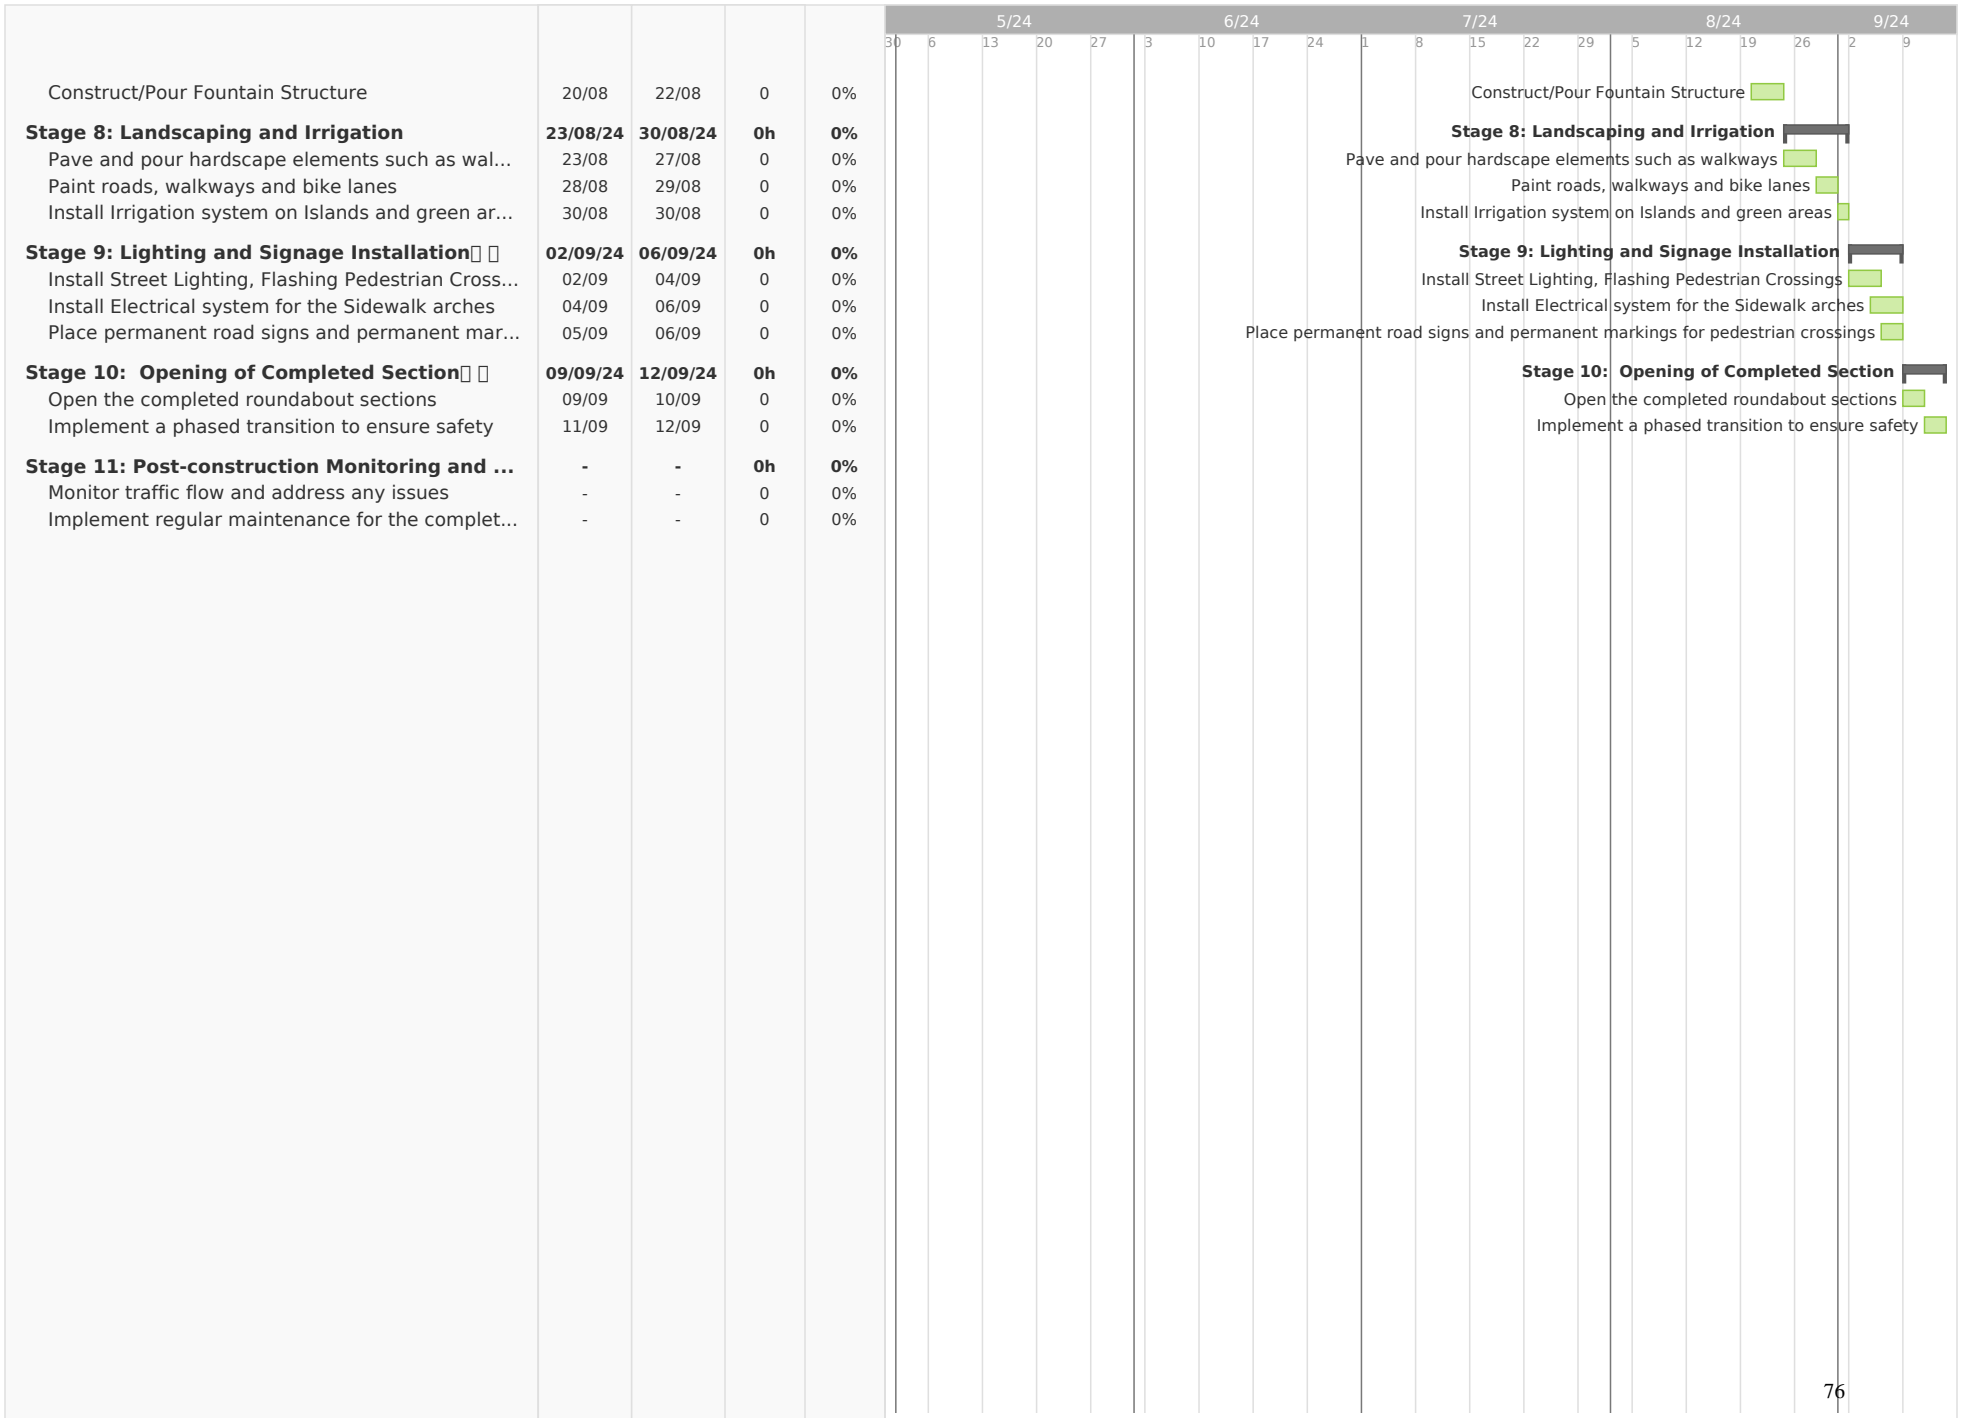 5/24 6/24 7/24 8/24 9/24
30 6 13 20 27 3 10 17 24 1 8 15 22 29 5 12 19 26 2 9
Construct/Pour Fountain Structure 20/08 22/08 0 0% Construct/Pour Fountain Structure
Stage 8: Landscaping and Irrigation 23/08/24 30/08/24 0h 0% Stage 8: Landscaping and Irrigation
Pave and pour hardscape elements such as wal... 23/08 27/08 0 0% Pave and pour hardscape elements such as walkways
Paint roads, walkways and bike lanes 28/08 29/08 0 0% Paint roads, walkways and bike lanes
Install Irrigation system on Islands and green ar... 30/08 30/08 0 0% Install Irrigation system on Islands and green areas
Stage 9: Lighting and Signage Installation 02/09/24 06/09/24 0h 0% Stage 9: Lighting and Signage Installation
Install Street Lighting, Flashing Pedestrian Cross... 02/09 04/09 0 0% Install Street Lighting, Flashing Pedestrian Crossings
Install Electrical system for the Sidewalk arches 04/09 06/09 0 0% Install Electrical system for the Sidewalk arches
Place permanent road signs and permanent mar... 05/09 06/09 0 0% Place permanent road signs and permanent markings for pedestrian crossings
Stage 10: Opening of Completed Section 09/09/24 12/09/24 0h 0% Stage 10: Opening of Completed Section
Open the completed roundabout sections 09/09 10/09 0 0% Open the completed roundabout sections
Implement a phased transition to ensure safety 11/09 12/09 0 0% Implement a phased transition to ensure safety
Stage 11: Post-construction Monitoring and ... - - 0h 0%
Monitor traffic flow and address any issues - - 0 0%
Implement regular maintenance for the complet... - - 0 0%
76